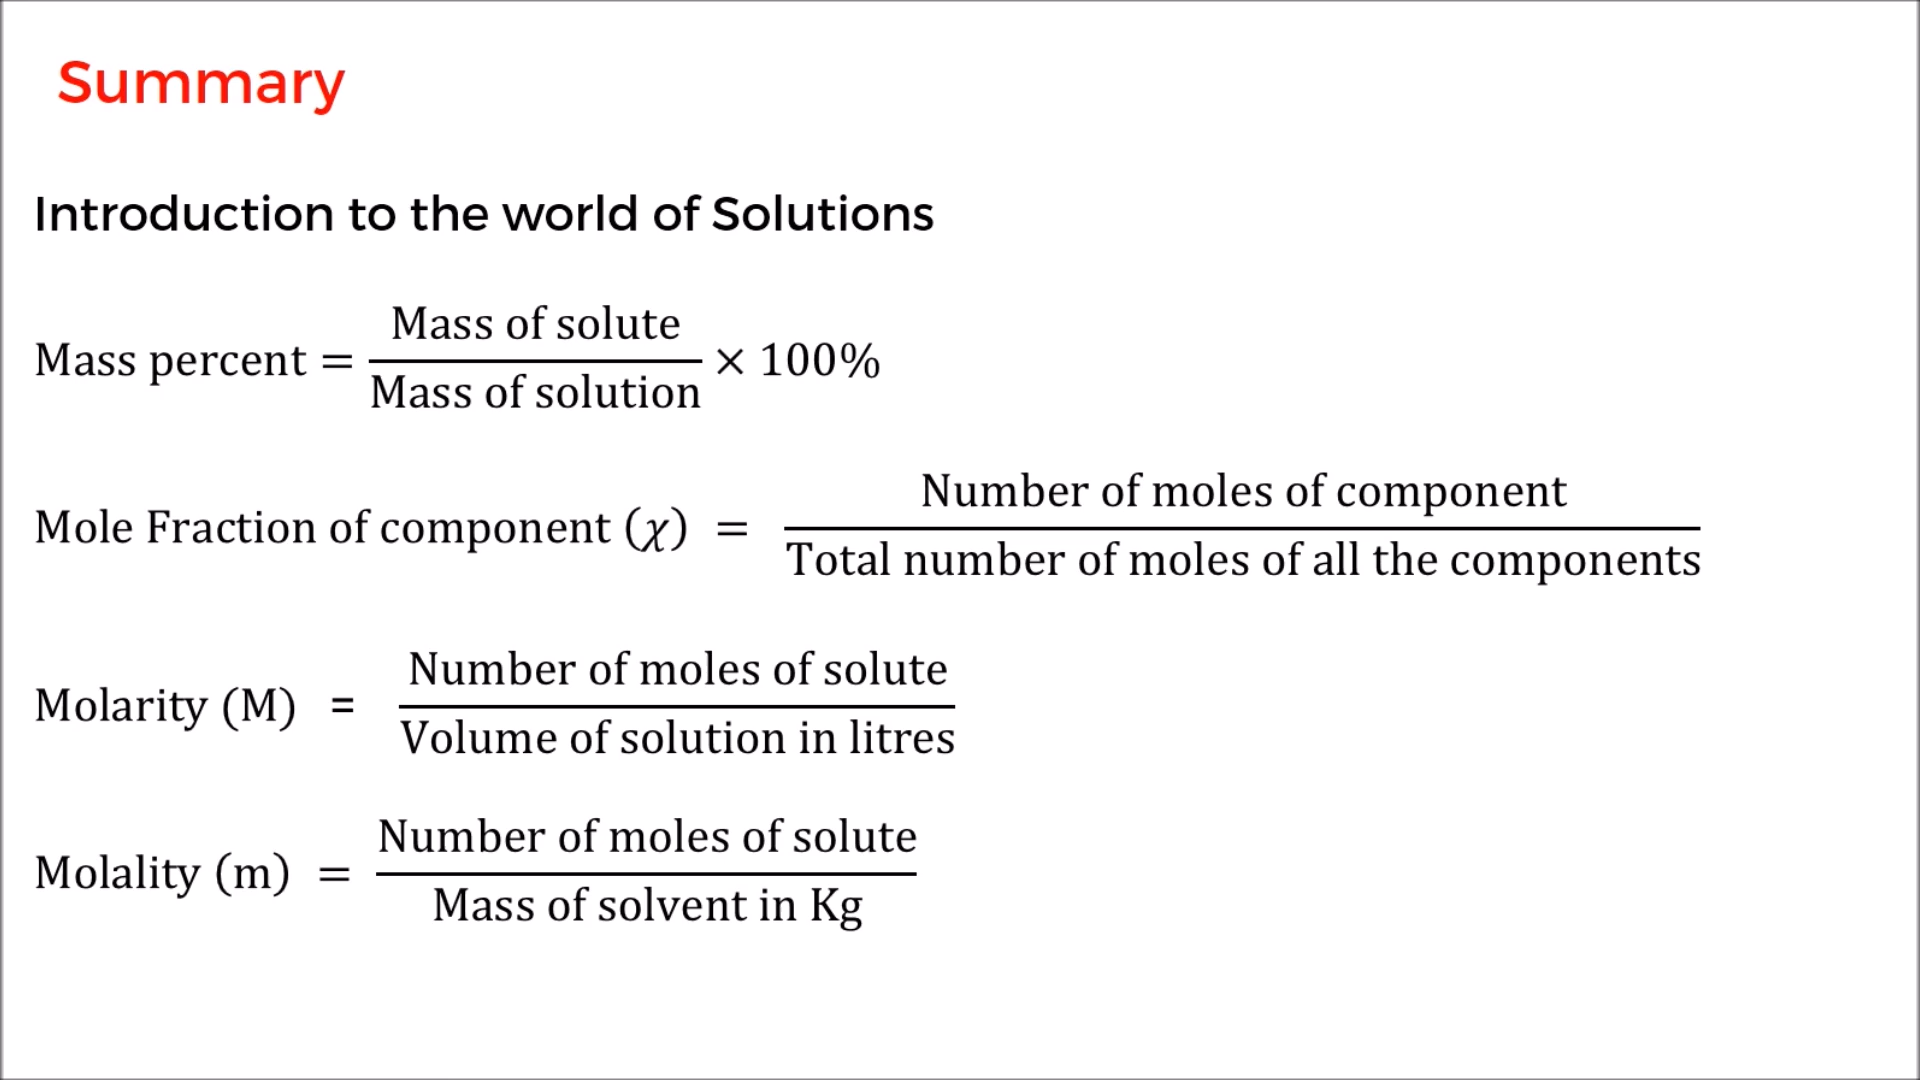 Summary
Introduction to the world of Solutions
Mass percent = Mass of solute / Mass of solution × 100%
Mole Fraction of component (χ) = Number of moles of component / Total number of moles of all the components
Molarity (M) = Number of moles of solute / Volume of solution in litres
Molality (m) = Number of moles of solute / Mass of solvent in Kg